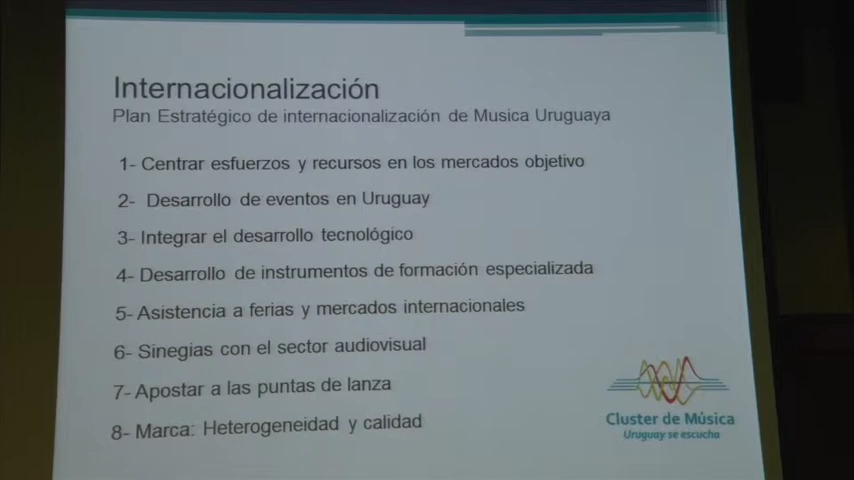 Internacionalización
Plan Estratégico de internacionalización de Musica Uruguaya
1- Centrar esfuerzos y recursos en los mercados objetivo
2- Desarrollo de eventos en Uruguay
3- Integrar el desarrollo tecnológico
4- Desarrollo de instrumentos de formación especializada
5- Asistencia a ferias y mercados internacionales
6- Sinegias con el sector audiovisual
7- Apostar a las puntas de lanza
8- Marca: Heterogeneidad y calidad
Cluster de Música
Uruguay se escucha